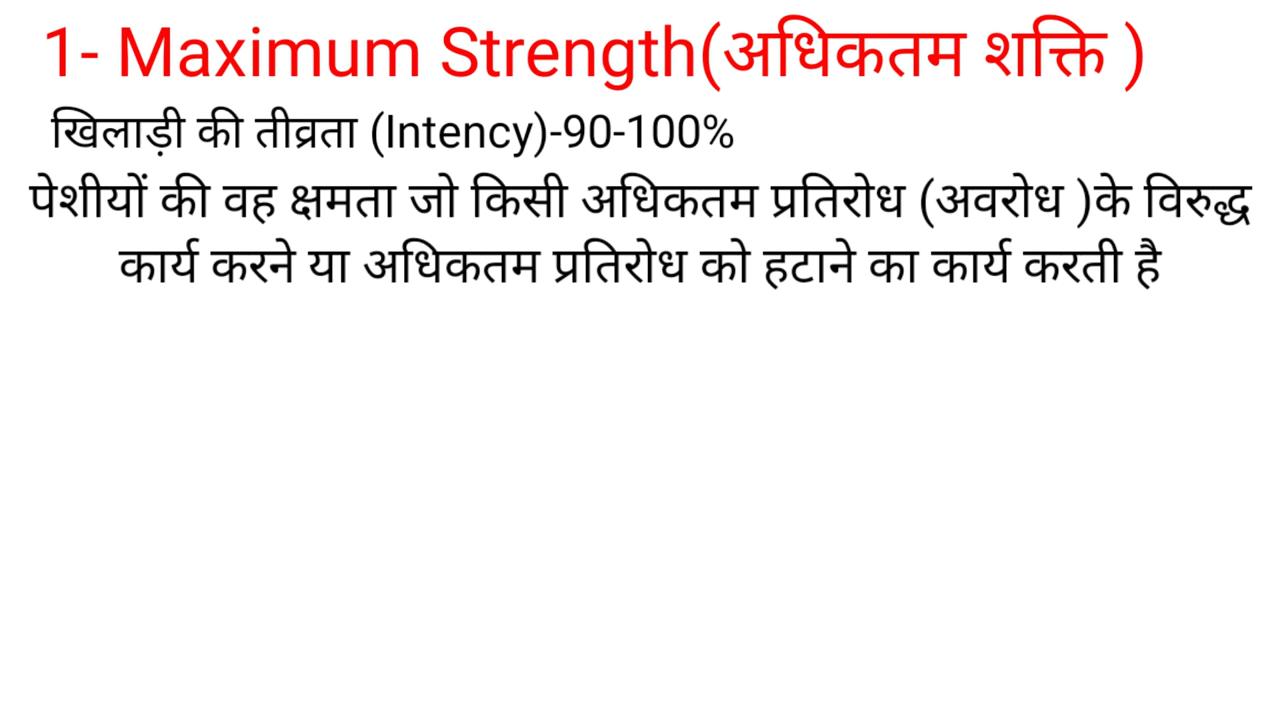 1- Maximum Strength(अधिकतम शक्ति )
खिलाड़ी की तीव्रता (Intency)-90-100%
पेशीयों की वह क्षमता जो किसी अधिकतम प्रतिरोध (अवरोध )के विरुद्ध
कार्य करने या अधिकतम प्रतिरोध को हटाने का कार्य करती है